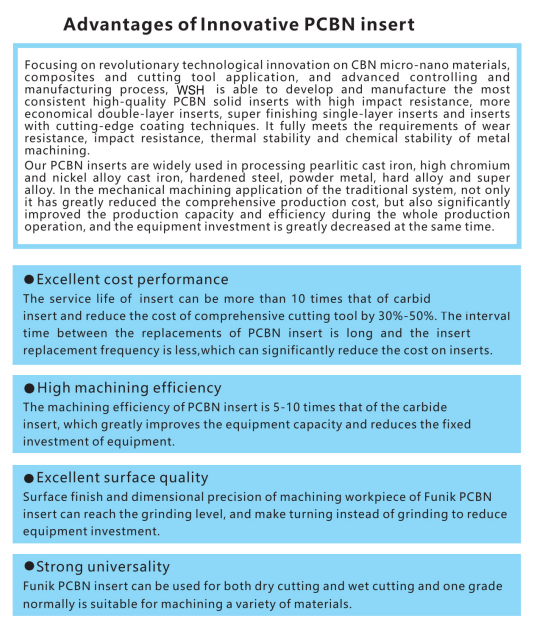 Advantages of Innovative PCBN insert
Focusing on revolutionary technological innovation on CBN micro-nano materials,
composites and cutting tool application, and advanced controlling and
manufacturing process, WSH is able to develop and manufacture the most
consistent high-quality PCBN solid inserts with high impact resistance, more
economical double-layer inserts, super finishing single-layer inserts and inserts
with cutting-edge coating techniques. It fully meets the requirements of wear
resistance, impact resistance, thermal stability and chemical stability of metal
machining.
Our PCBN inserts are widely used in processing pearlitic cast iron, high chromium
and nickel alloy cast iron, hardened steel, powder metal, hard alloy and super
alloy. In the mechanical machining application of the traditional system, not only
it has greatly reduced the comprehensive production cost, but also significantly
improved the production capacity and efficiency during the whole production
operation, and the equipment investment is greatly decreased at the same time.
●Excellent cost performance
The service life of insert can be more than 10 times that of carbid
insert and reduce the cost of comprehensive cutting tool by 30%-50%. The interval
time between the replacements of PCBN insert is long and the insert
replacement frequency is less,which can significantly reduce the cost on inserts.
●High machining efficiency
The machining efficiency of PCBN insert is 5-10 times that of the carbide
insert, which greatly improves the equipment capacity and reduces the fixed
investment of equipment.
●Excellent surface quality
Surface finish and dimensional precision of machining workpiece of Funik PCBN
insert can reach the grinding level, and make turning instead of grinding to reduce
equipment investment.
●Strong universality
Funik PCBN insert can be used for both dry cutting and wet cutting and one grade
normally is suitable for machining a variety of materials.